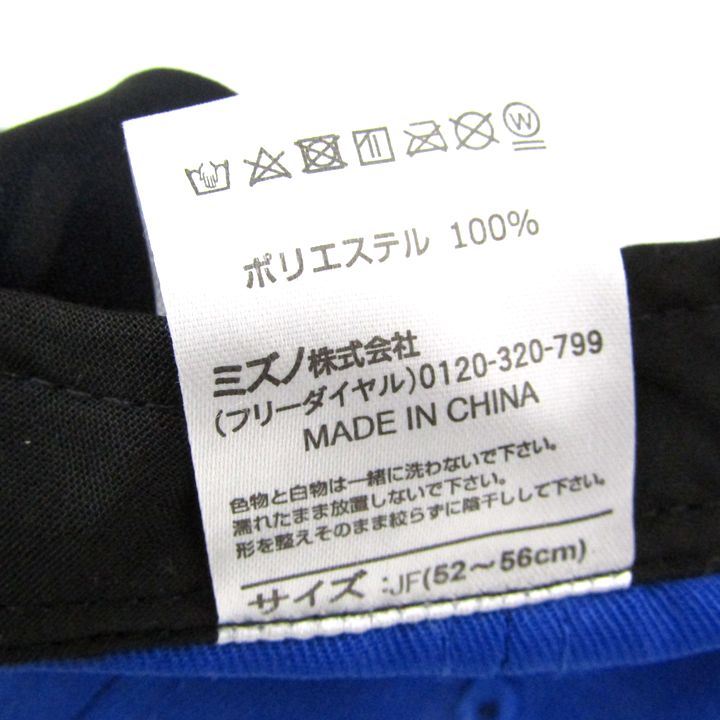 W
ポリエステル 100%
ミズノ株式会社
(フリーダイヤル)0120-320-799
MADE IN CHINA
色物と白物は一緒に洗わないで下さい。
濡れたまま放置しないで下さい。
形を整えそのまま絞らずに陰干しして下さい。
サイズ:JF(52~56cm)